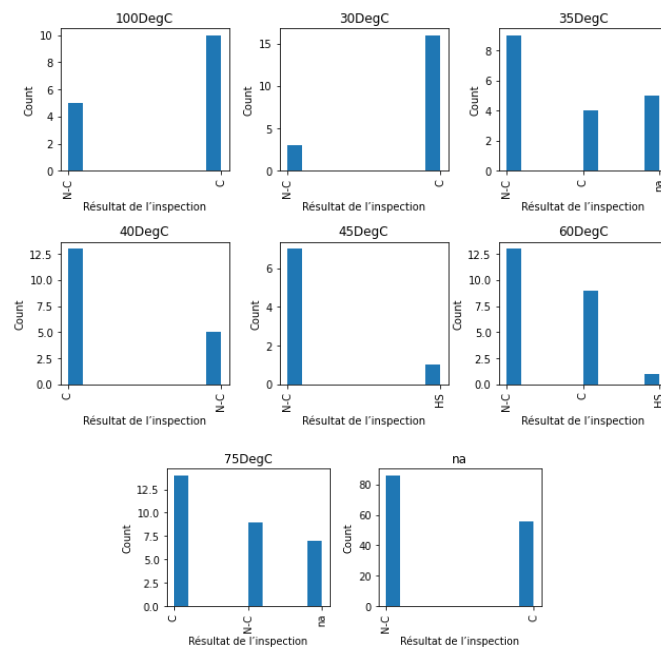 100DegC
10
8
6
4
2
0
Count
N-C
C
Résultat de l’inspection
30DegC
15
10
5
0
Count
N-C
C
Résultat de l’inspection
35DegC
8
6
4
2
0
Count
N-C
C
na
Résultat de l’inspection
40DegC
12.5
10.0
7.5
5.0
2.5
0.0
Count
C
N-C
Résultat de l’inspection
45DegC
6
4
2
0
Count
N-C
HS
Résultat de l’inspection
60DegC
12.5
10.0
7.5
5.0
2.5
0.0
Count
N-C
C
HS
Résultat de l’inspection
75DegC
12.5
10.0
7.5
5.0
2.5
0.0
Count
C
N-C
na
Résultat de l’inspection
na
80
60
40
20
0
Count
N-C
C
Résultat de l’inspection